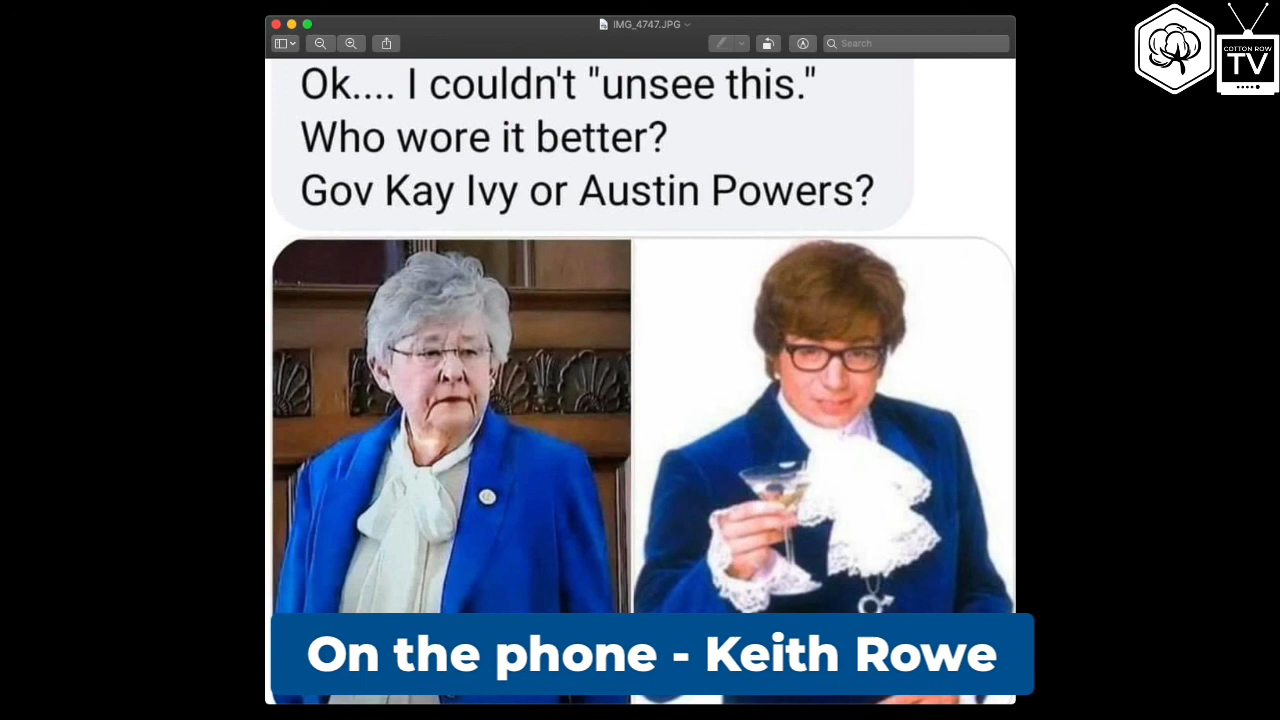 IMG_4747.JPG
Search
COTTON ROW
TV
Ok.... I couldn't "unsee this."
Who wore it better?
Gov Kay Ivy or Austin Powers?
On the phone - Keith Rowe